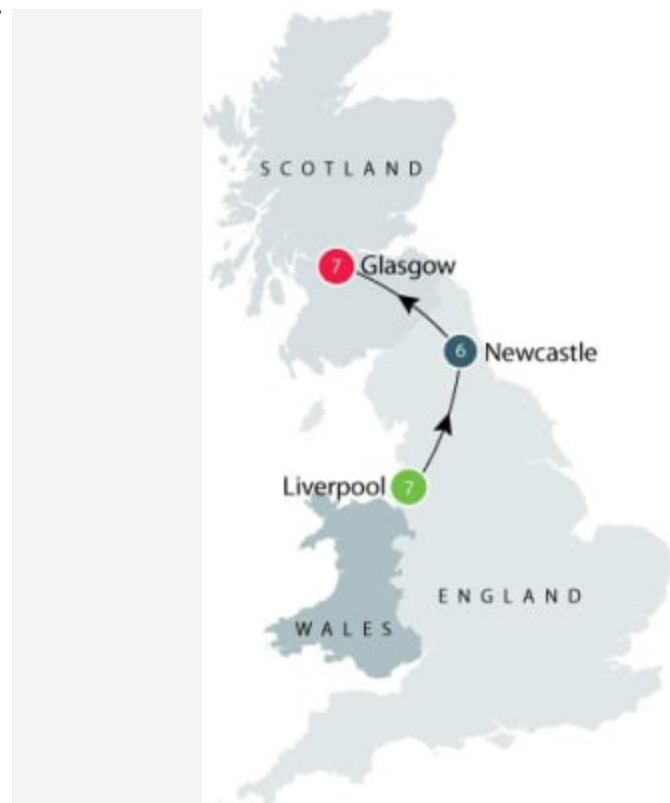 SCOTLAND
7 Glasgow
6 Newcastle
Liverpool 7
ENGLAND
WALES